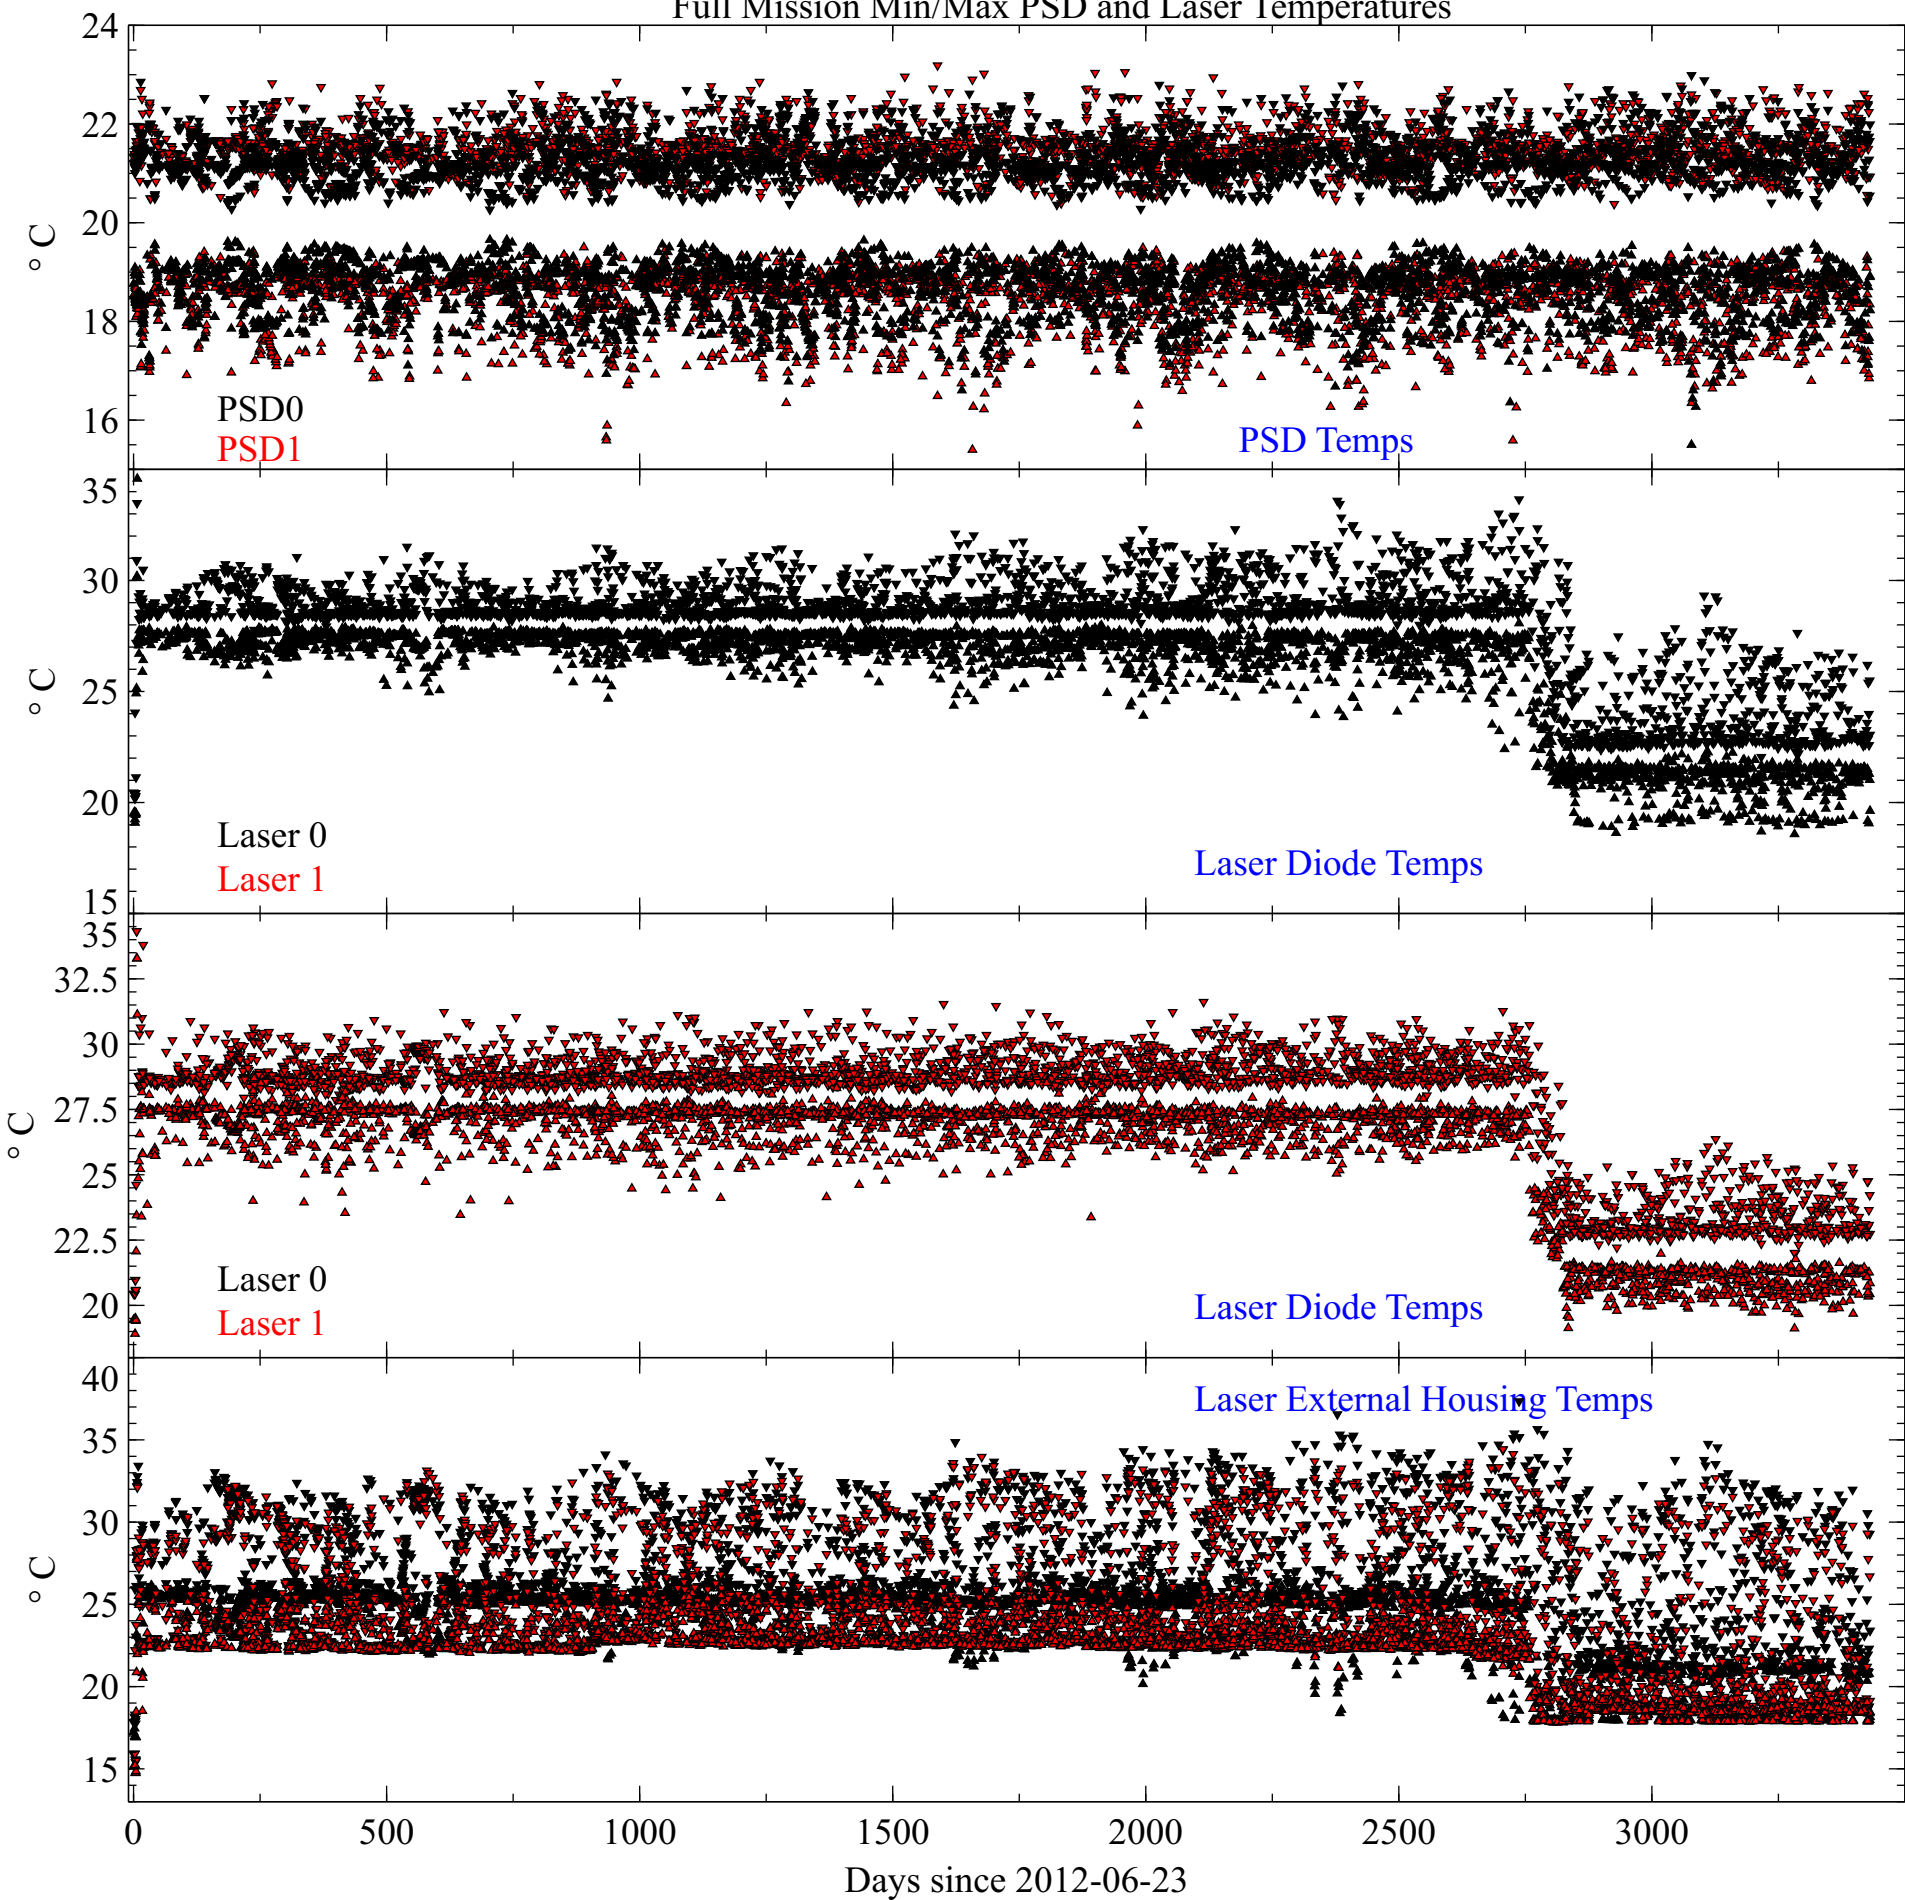 Full Mission Min/Max PSD and Laser Temperatures
24
22
20
18
16
° C
PSD0
PSD1
PSD Temps
35
30
25
20
15
° C
Laser 0
Laser 1
Laser Diode Temps
35
32.5
30
27.5
25
22.5
20
° C
Laser 0
Laser 1
Laser Diode Temps
40
35
30
25
20
15
° C
Laser External Housing Temps
0 500 1000 1500 2000 2500 3000
Days since 2012-06-23